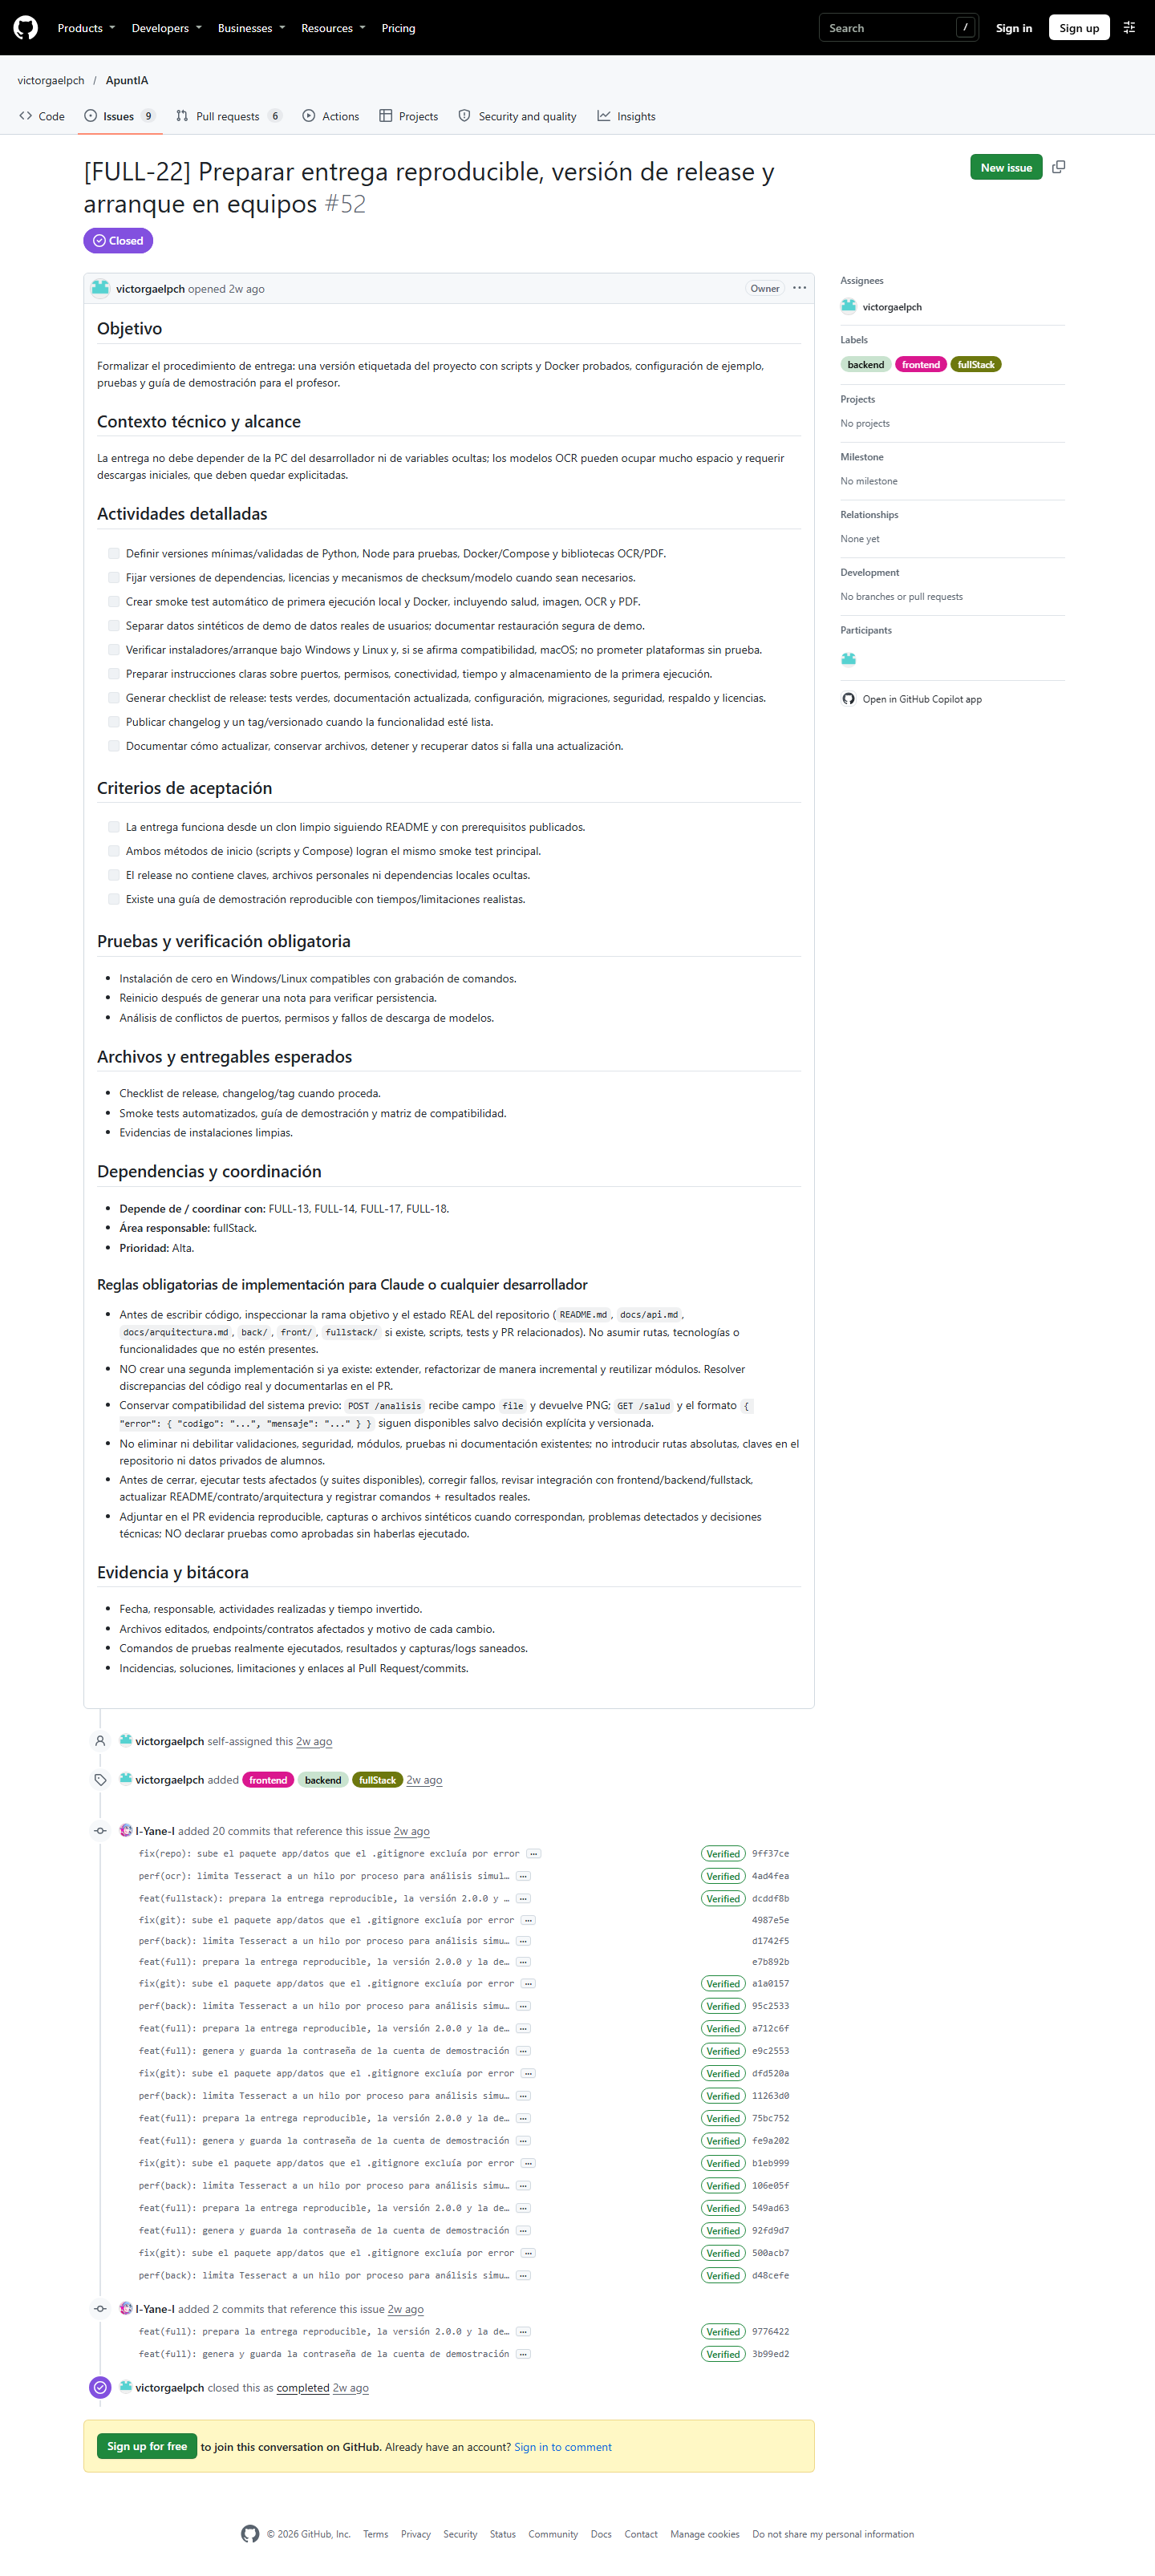 Products Developers Businesses Resources Pricing Search / Sign in Sign up
victorgaelpch / ApuntIA
Code Issues 9 Pull requests 6 Actions Projects Security and quality Insights
[FULL-22] Preparar entrega reproducible, versión de release y
arranque en equipos #52
New issue
Closed
victorgaelpch opened 2w ago Owner
Objetivo
Formalizar el procedimiento de entrega: una versión etiquetada del proyecto con scripts y Docker probados, configuración de ejemplo,
pruebas y guía de demostración para el profesor.
Contexto técnico y alcance
La entrega no debe depender de la PC del desarrollador ni de variables ocultas; los modelos OCR pueden ocupar mucho espacio y requerir
descargas iniciales, que deben quedar explicitadas.
Actividades detalladas
Definir versiones mínimas/validadas de Python, Node para pruebas, Docker/Compose y bibliotecas OCR/PDF.
Fijar versiones de dependencias, licencias y mecanismos de checksum/modelo cuando sean necesarios.
Crear smoke test automático de primera ejecución local y Docker, incluyendo salud, imagen, OCR y PDF.
Separar datos sintéticos de demo de datos reales de usuarios; documentar restauración segura de demo.
Verificar instaladores/arranque bajo Windows y Linux y, si se afirma compatibilidad, macOS; no prometer plataformas sin prueba.
Preparar instrucciones claras sobre puertos, permisos, conectividad, tiempo y almacenamiento de la primera ejecución.
Generar checklist de release: tests verdes, documentación actualizada, configuración, migraciones, seguridad, respaldo y licencias.
Publicar changelog y un tag/versionado cuando la funcionalidad esté lista.
Documentar cómo actualizar, conservar archivos, detener y recuperar datos si falla una actualización.
Criterios de aceptación
La entrega funciona desde un clon limpio siguiendo README y con prerequisitos publicados.
Ambos métodos de inicio (scripts y Compose) logran el mismo smoke test principal.
El release no contiene claves, archivos personales ni dependencias locales ocultas.
Existe una guía de demostración reproducible con tiempos/limitaciones realistas.
Pruebas y verificación obligatoria
Instalación de cero en Windows/Linux compatibles con grabación de comandos.
Reinicio después de generar una nota para verificar persistencia.
Análisis de conflictos de puertos, permisos y fallos de descarga de modelos.
Archivos y entregables esperados
Checklist de release, changelog/tag cuando proceda.
Smoke tests automatizados, guía de demostración y matriz de compatibilidad.
Evidencias de instalaciones limpias.
Dependencias y coordinación
Depende de / coordinar con: FULL-13, FULL-14, FULL-17, FULL-18.
Área responsable: fullStack.
Prioridad: Alta.
Reglas obligatorias de implementación para Claude o cualquier desarrollador
Antes de escribir código, inspeccionar la rama objetivo y el estado REAL del repositorio ( README.md , docs/api.md ,
docs/arquitectura.md , back/ , front/ , fullstack/ si existe, scripts, tests y PR relacionados). No asumir rutas, tecnologías o
funcionalidades que no estén presentes.
NO crear una segunda implementación si ya existe: extender, refactorizar de manera incremental y reutilizar módulos. Resolver
discrepancias del código real y documentarlas en el PR.
Conservar compatibilidad del sistema previo: POST /analisis recibe campo file y devuelve PNG; GET /salud y el formato {
"error": { "codigo": "...", "mensaje": "..." } } siguen disponibles salvo decisión explícita y versionada.
No eliminar ni debilitar validaciones, seguridad, módulos, pruebas ni documentación existentes; no introducir rutas absolutas, claves en el
repositorio ni datos privados de alumnos.
Antes de cerrar, ejecutar tests afectados (y suites disponibles), corregir fallos, revisar integración con frontend/backend/fullstack,
actualizar README/contrato/arquitectura y registrar comandos + resultados reales.
Adjuntar en el PR evidencia reproducible, capturas o archivos sintéticos cuando correspondan, problemas detectados y decisiones
técnicas; NO declarar pruebas como aprobadas sin haberlas ejecutado.
Evidencia y bitácora
Fecha, responsable, actividades realizadas y tiempo invertido.
Archivos editados, endpoints/contratos afectados y motivo de cada cambio.
Comandos de pruebas realmente ejecutados, resultados y capturas/logs saneados.
Incidencias, soluciones, limitaciones y enlaces al Pull Request/commits.
Assignees
victorgaelpch
Labels
backend frontend fullStack
Projects
No projects
Milestone
No milestone
Relationships
None yet
Development
No branches or pull requests
Participants
Open in GitHub Copilot app
victorgaelpch self-assigned this 2w ago
victorgaelpch added frontend backend fullStack 2w ago
I-Yane-I added 20 commits that reference this issue 2w ago
fix(repo): sube el paquete app/datos que el .gitignore excluía por error ... Verified 9ff37ce
perf(ocr): limita Tesseract a un hilo por proceso para análisis simul… ... Verified 4ad4fea
feat(fullstack): prepara la entrega reproducible, la versión 2.0.0 y … ... Verified dcddf8b
fix(git): sube el paquete app/datos que el .gitignore excluía por error ... 4987e5e
perf(back): limita Tesseract a un hilo por proceso para análisis simu… ... d1742f5
feat(full): prepara la entrega reproducible, la versión 2.0.0 y la de… ... e7b892b
fix(git): sube el paquete app/datos que el .gitignore excluía por error ... Verified a1a0157
perf(back): limita Tesseract a un hilo por proceso para análisis simu… ... Verified 95c2533
feat(full): prepara la entrega reproducible, la versión 2.0.0 y la de… ... Verified a712c6f
feat(full): genera y guarda la contraseña de la cuenta de demostración ... Verified e9c2553
fix(git): sube el paquete app/datos que el .gitignore excluía por error ... Verified dfd520a
perf(back): limita Tesseract a un hilo por proceso para análisis simu… ... Verified 11263d0
feat(full): prepara la entrega reproducible, la versión 2.0.0 y la de… ... Verified 75bc752
feat(full): genera y guarda la contraseña de la cuenta de demostración ... Verified fe9a202
fix(git): sube el paquete app/datos que el .gitignore excluía por error ... Verified b1eb999
perf(back): limita Tesseract a un hilo por proceso para análisis simu… ... Verified 106e05f
feat(full): prepara la entrega reproducible, la versión 2.0.0 y la de… ... Verified 549ad63
feat(full): genera y guarda la contraseña de la cuenta de demostración ... Verified 92fd9d7
fix(git): sube el paquete app/datos que el .gitignore excluía por error ... Verified 500acb7
perf(back): limita Tesseract a un hilo por proceso para análisis simu… ... Verified d48cefe
I-Yane-I added 2 commits that reference this issue 2w ago
feat(full): prepara la entrega reproducible, la versión 2.0.0 y la de… ... Verified 9776422
feat(full): genera y guarda la contraseña de la cuenta de demostración ... Verified 3b99ed2
victorgaelpch closed this as completed 2w ago
Sign up for free to join this conversation on GitHub. Already have an account? Sign in to comment
© 2026 GitHub, Inc. Terms Privacy Security Status Community Docs Contact Manage cookies Do not share my personal information